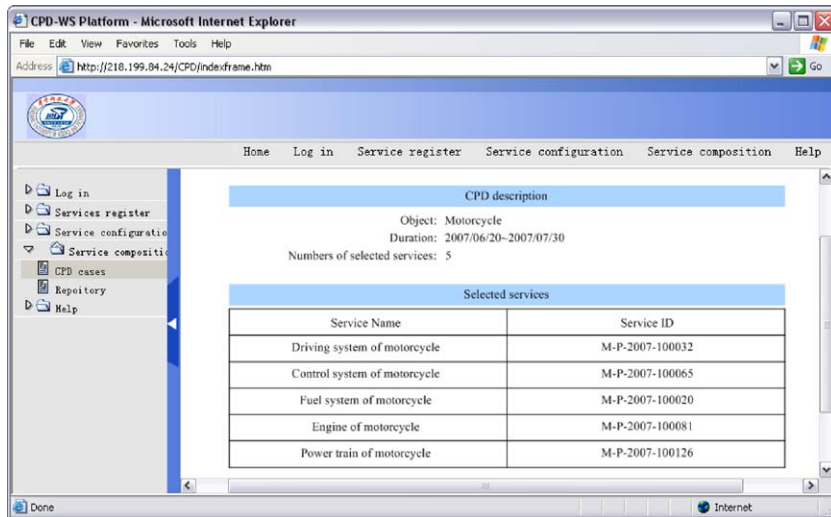 CPD-WS Platform - Microsoft Internet Explorer
File Edit View Favorites Tools Help
Address http://218.199.84.24/CPD/indexframe.htm Go
Home Log in Service register Service configuration Service composition Help
Log in
Services register
Service configuratio
Service compositio
CPD cases
Repoitory
Help
CPD description
Object: Motorcycle
Duration: 2007/06/20~2007/07/30
Numbers of selected services: 5
Selected services
Service Name Service ID
Driving system of motorcycle M-P-2007-100032
Control system of motorcycle M-P-2007-100065
Fuel system of motorcycle M-P-2007-100020
Engine of motorcycle M-P-2007-100081
Power train of motorcycle M-P-2007-100126
Done Internet